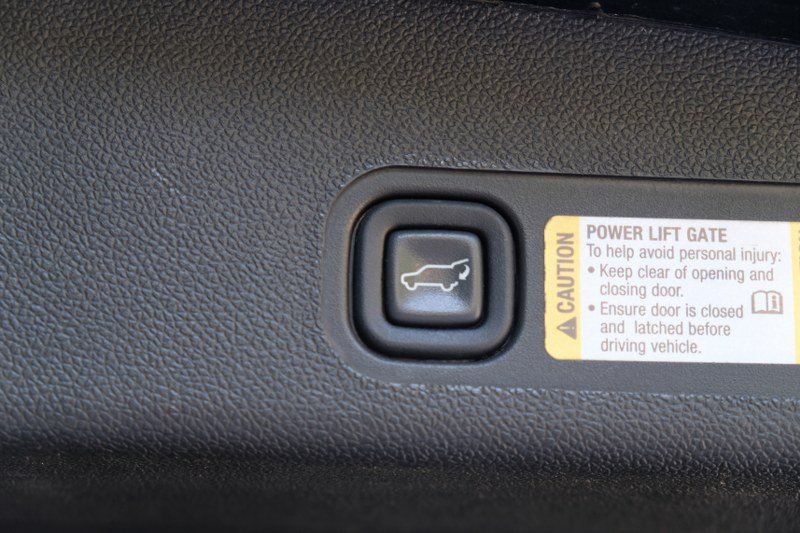 CAUTION
POWER LIFT GATE
To help avoid personal injury:
• Keep clear of opening and
closing door.
• Ensure door is closed
and latched before
driving vehicle.